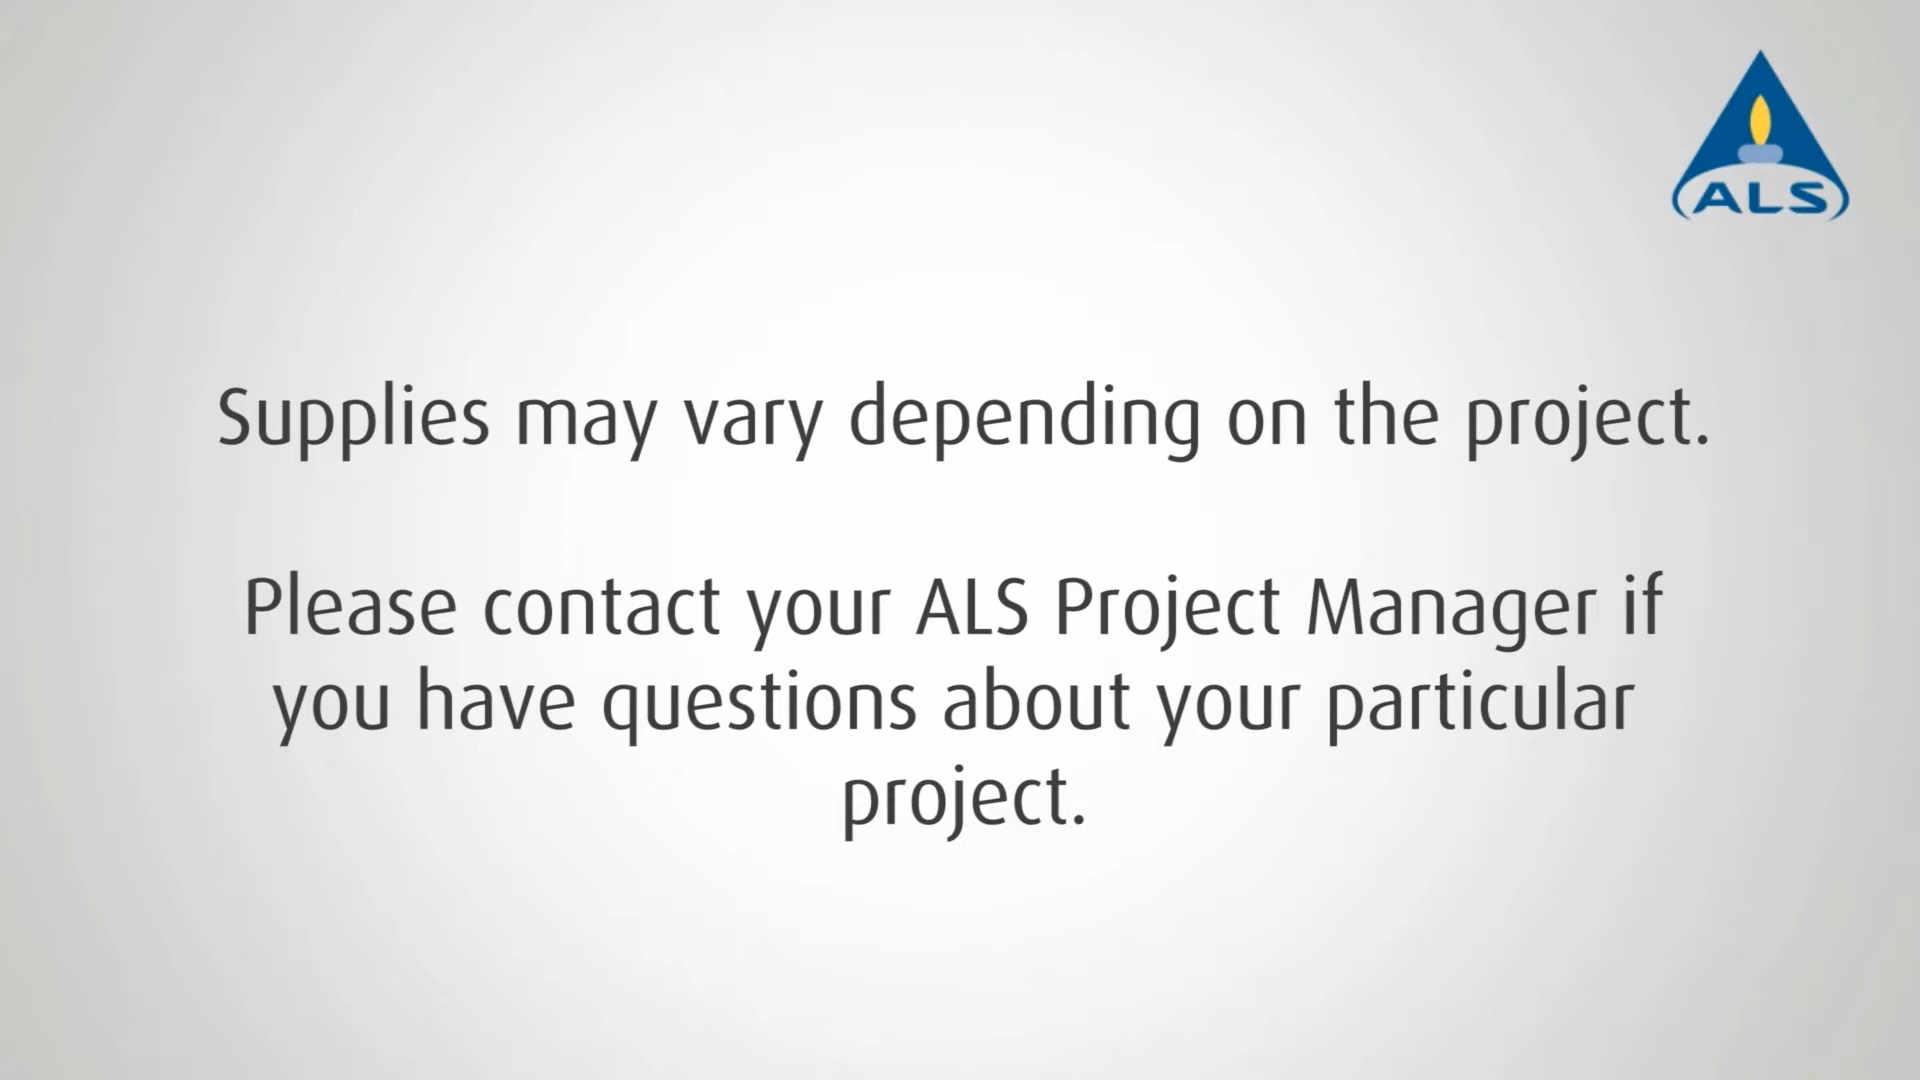 ALS
Supplies may vary depending on the project.
Please contact your ALS Project Manager if
you have questions about your particular
project.